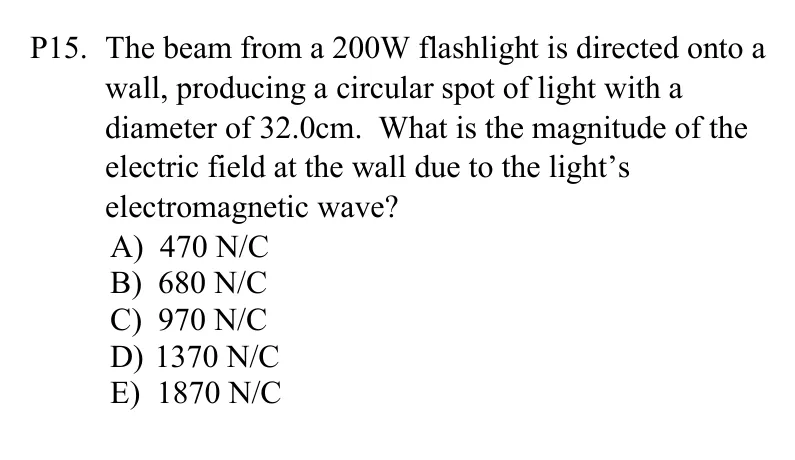 P15. The beam from a 200W flashlight is directed onto a
wall, producing a circular spot of light with a
diameter of 32.0cm. What is the magnitude of the
electric field at the wall due to the light’s
electromagnetic wave?
A) 470 N/C
B) 680 N/C
C) 970 N/C
D) 1370 N/C
E) 1870 N/C